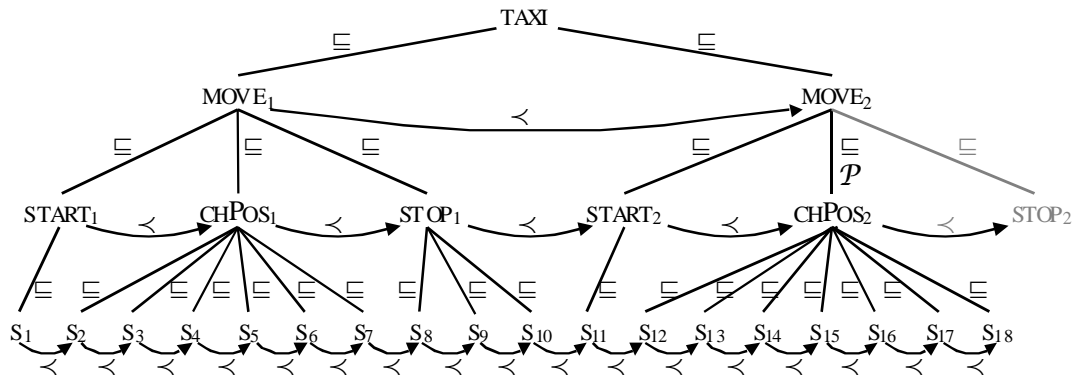 TAXI
⊑ ⊑
MOVE₁ MOVE₂
≺
⊑ ⊑ ⊑ ⊑ ⊑ ⊑
𝒫
START₁ CHPOS₁ STOP₁ START₂ CHPOS₂ STOP₂
≺ ≺ ≺ ≺ ≺
⊑ ⊑ ⊑ ⊑ ⊑ ⊑ ⊑ ⊑ ⊑ ⊑ ⊑ ⊑ ⊑ ⊑ ⊑ ⊑ ⊑ ⊑
S₁ S₂ S₃ S₄ S₅ S₆ S₇ S₈ S₉ S₁₀ S₁₁ S₁₂ S₁₃ S₁₄ S₁₅ S₁₆ S₁₇ S₁₈
≺ ≺ ≺ ≺ ≺ ≺ ≺ ≺ ≺ ≺ ≺ ≺ ≺ ≺ ≺ ≺ ≺